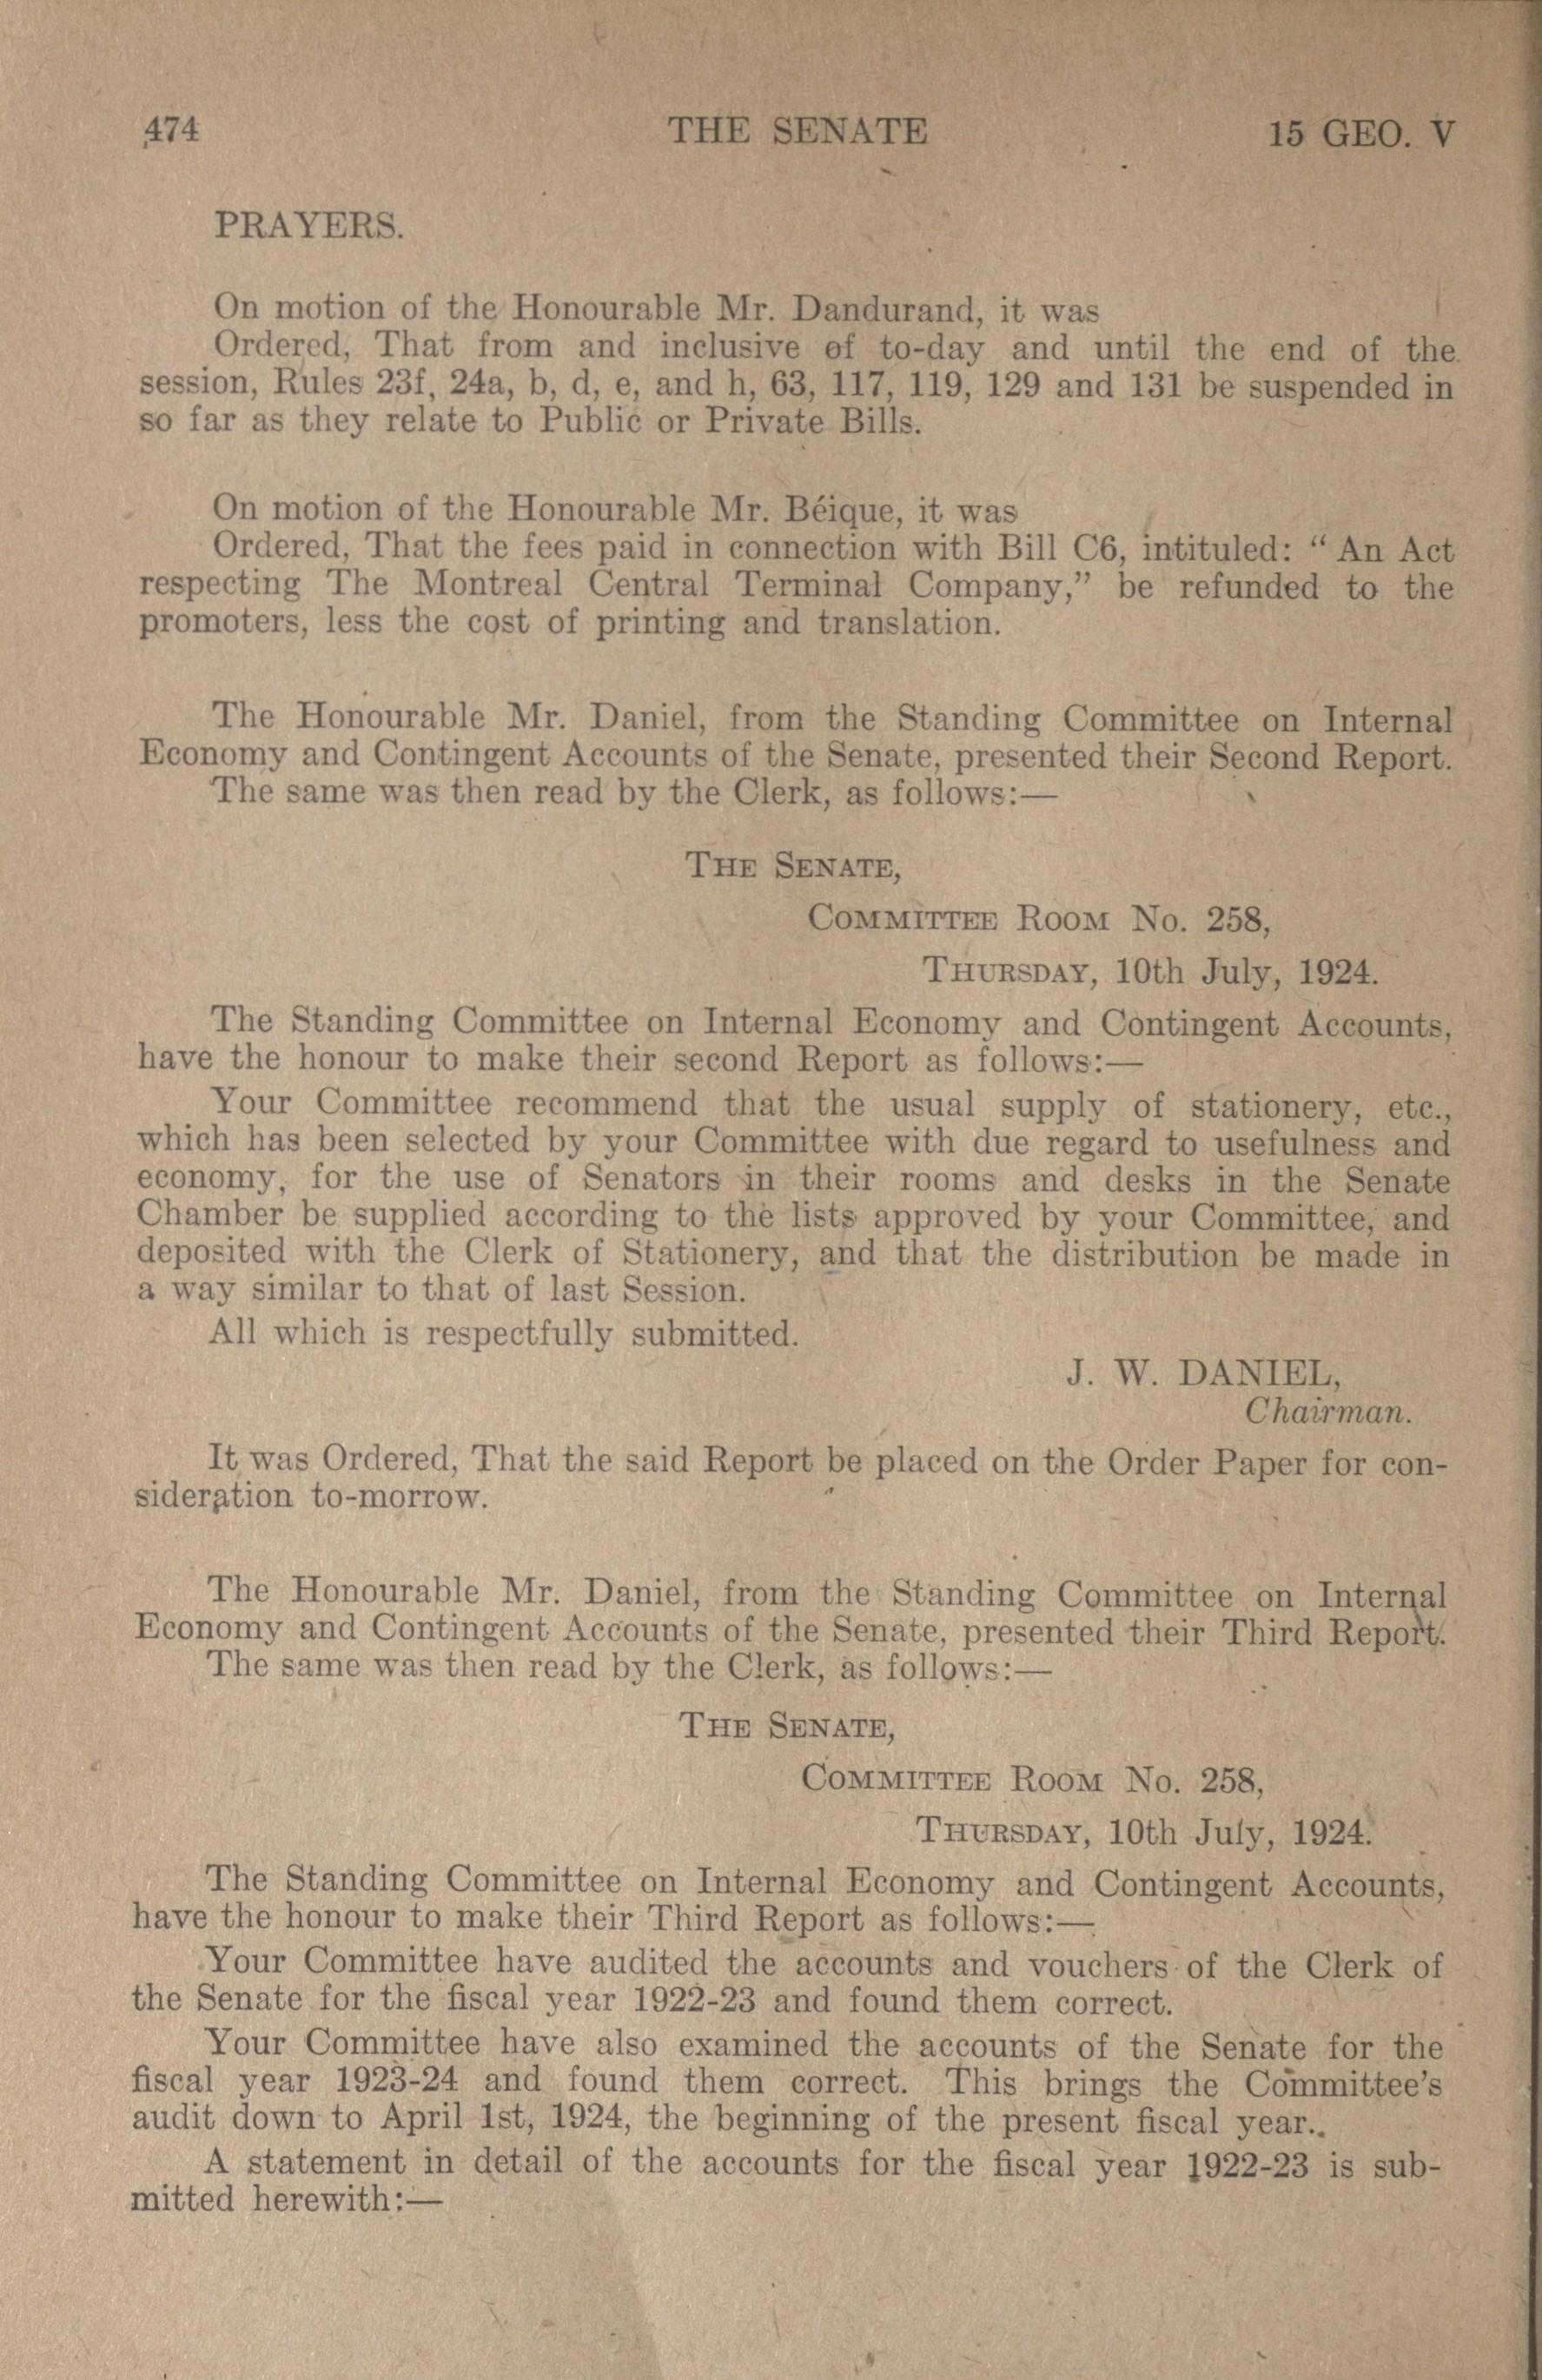 474 THE SENATE 15 GEO. V
PRAYERS.
On motion of the Honourable Mr. Dandurand, it was
Ordered, That from and inclusive of to-day and until the end of the
session, Rules 23f, 24a, b, d, e, and h, 63, 117, 119, 129 and 131 be suspended in
so far as they relate to Public or Private Bills.
On motion of the Honourable Mr. Béique, it was
Ordered, That the fees paid in connection with Bill C6, intituled: “ An Act
respecting The Montreal Central Terminal Company,” be refunded to the
promoters, less the cost of printing and translation.
The Honourable Mr. Daniel, from the Standing Committee on Internal
Economy and Contingent Accounts of the Senate, presented their Second Report.
The same was then read by the Clerk, as follows:—
THE SENATE,
COMMITTEE ROOM No. 258,
THURSDAY, 10th July, 1924.
The Standing Committee on Internal Economy and Contingent Accounts,
have the honour to make their second Report as follows:—
Your Committee recommend that the usual supply of stationery, etc.,
which has been selected by your Committee with due regard to usefulness and
economy, for the use of Senators in their rooms and desks in the Senate
Chamber be supplied according to the lists approved by your Committee, and
deposited with the Clerk of Stationery, and that the distribution be made in
a way similar to that of last Session.
All which is respectfully submitted.
J. W. DANIEL,
Chairman.
It was Ordered, That the said Report be placed on the Order Paper for con-
sideration to-morrow.
The Honourable Mr. Daniel, from the Standing Committee on Internal
Economy and Contingent Accounts of the Senate, presented their Third Report.
The same was then read by the Clerk, as follows:—
THE SENATE,
COMMITTEE ROOM No. 258,
THURSDAY, 10th July, 1924.
The Standing Committee on Internal Economy and Contingent Accounts,
have the honour to make their Third Report as follows:—
Your Committee have audited the accounts and vouchers of the Clerk of
the Senate for the fiscal year 1922-23 and found them correct.
Your Committee have also examined the accounts of the Senate for the
fiscal year 1923-24 and found them correct. This brings the Committee’s
audit down to April 1st, 1924, the beginning of the present fiscal year..
A statement in detail of the accounts for the fiscal year 1922-23 is sub-
mitted herewith:—